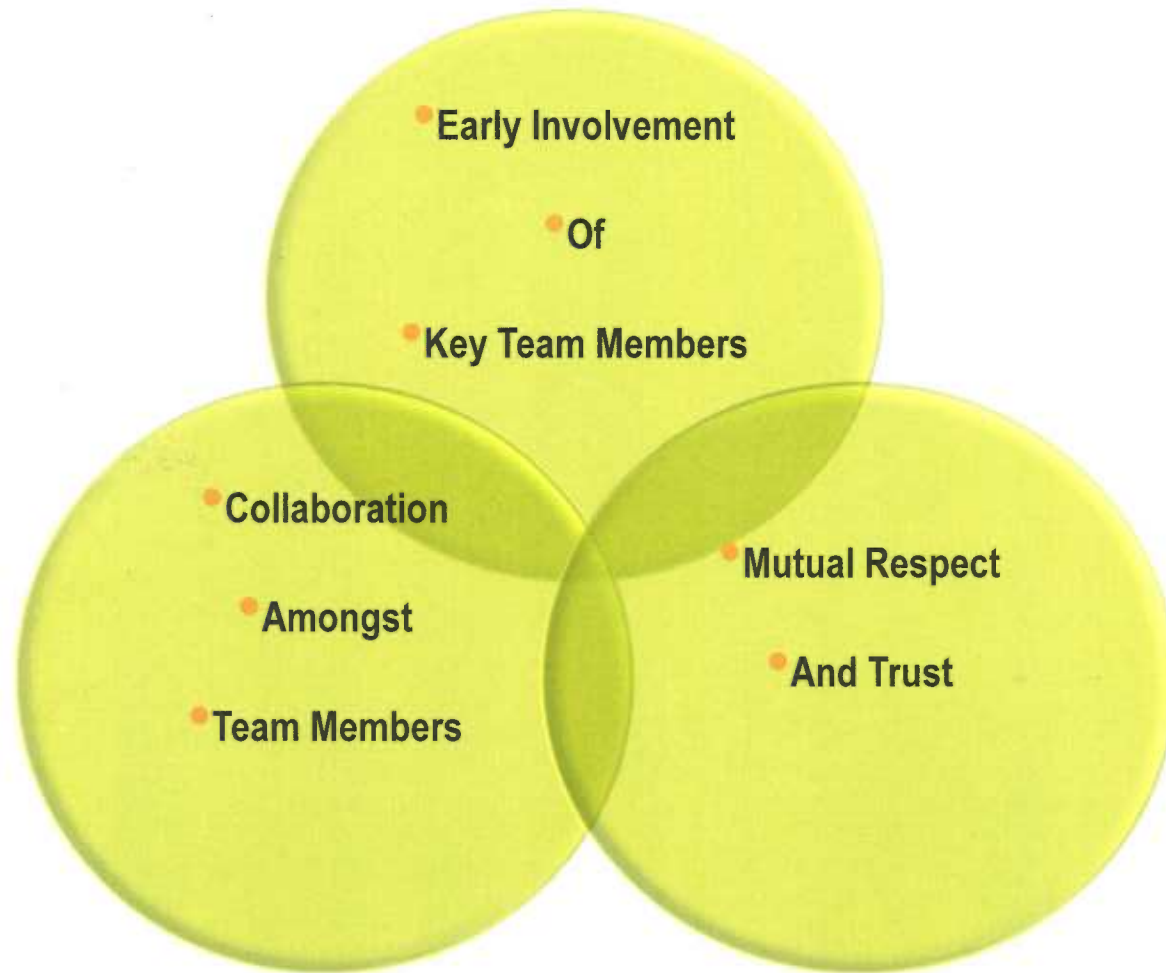 • Early Involvement
• Of
• Key Team Members
• Collaboration
• Amongst
• Team Members
• Mutual Respect
• And Trust